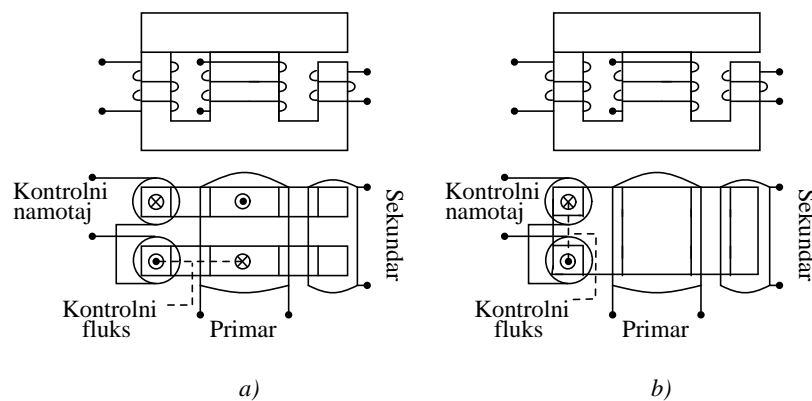 Kontrolni
namotaj
Sekundar
Kontrolni
fluks
Primar
a)
Kontrolni
namotaj
Sekundar
Kontrolni
fluks
Primar
b)